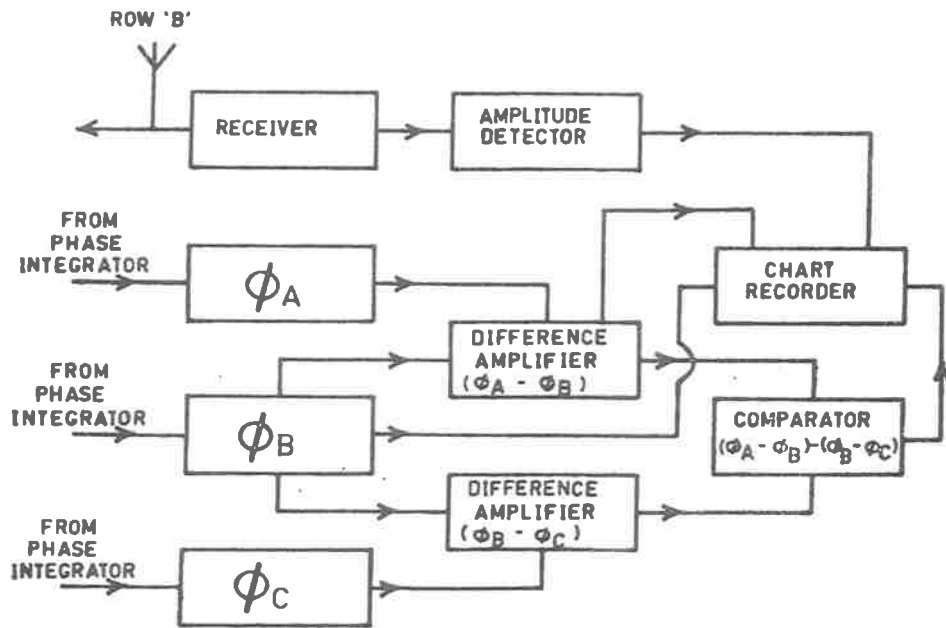 ROW 'B'
RECEIVER
AMPLITUDE
DETECTOR
FROM
PHASE
INTEGRATOR
ϕA
CHART
RECORDER
DIFFERENCE
AMPLIFIER
(ϕA - ϕB)
FROM
PHASE
INTEGRATOR
ϕB
COMPARATOR
(ϕA - ϕB)-(ϕB - ϕC)
DIFFERENCE
AMPLIFIER
(ϕB - ϕC)
FROM
PHASE
INTEGRATOR
ϕC